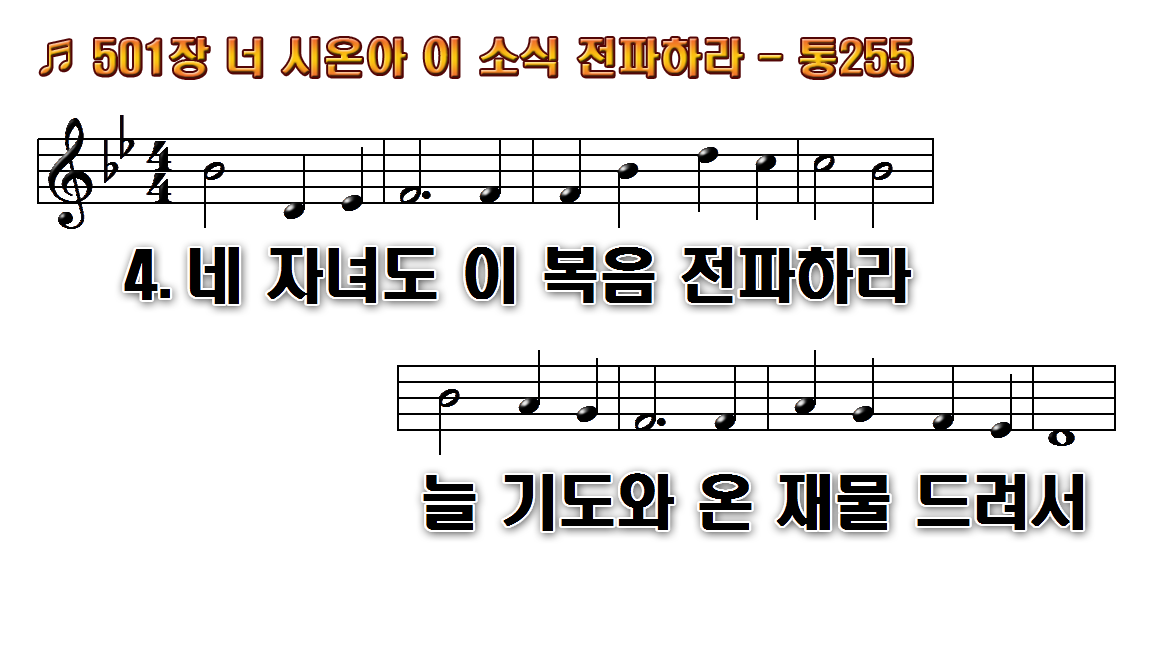 ♬ 501장 너 시온아 이 소식 전파하라 - 통255
4. 네 자녀도 이 복음 전파하라
늘 기도와 온 재물 드려서